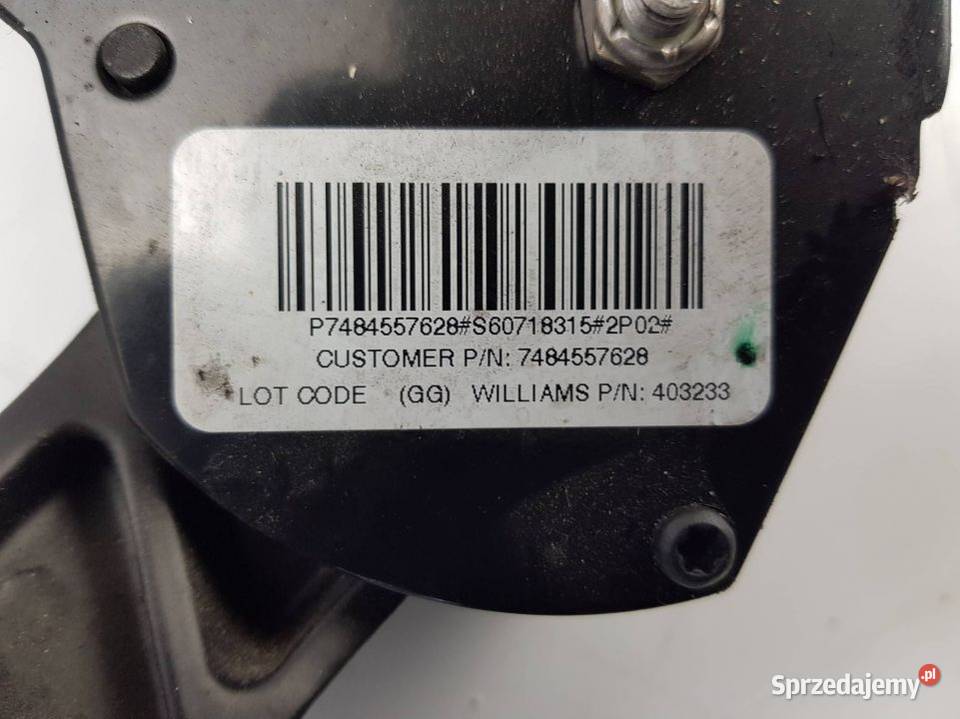 P7484557628#S60718315#2P02#
CUSTOMER P/N: 7484557628
LOT CODE (GG) WILLIAMS P/N: 403233
Sprzedajemy.pl